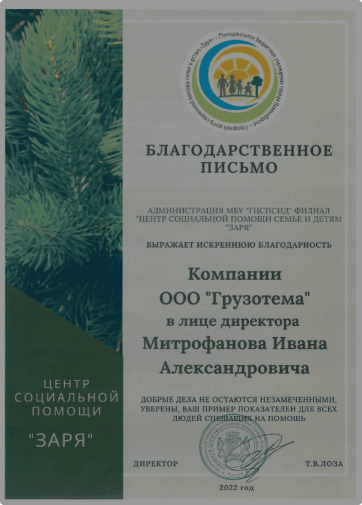 БЛАГОДАРСТВЕННОЕ
ПИСЬМО
АДМИНИСТРАЦИЯ МБУ "ГЦСПСИД" ФИЛИАЛ
"ЦЕНТР СОЦИАЛЬНОЙ ПОМОЩИ СЕМЬЕ И ДЕТЯМ
"ЗАРЯ"
ВЫРАЖАЕТ ИСКРЕННЮЮ БЛАГОДАРНОСТЬ
Компании
ООО "Грузотема"
в лице директора
Митрофанова Ивана
Александровича
ДОБРЫЕ ДЕЛА НЕ ОСТАЮТСЯ НЕЗАМЕЧЕННЫМИ,
УВЕРЕНЫ, ВАШ ПРИМЕР ПОКАЗАТЕЛЕН ДЛЯ ВСЕХ
ЛЮДЕЙ СПЕШАЩИХ НА ПОМОЩЬ
ДИРЕКТОР
Т.В.ЛОЗА
2022 год
ЦЕНТР
СОЦИАЛЬНОЙ
ПОМОЩИ
"ЗАРЯ"